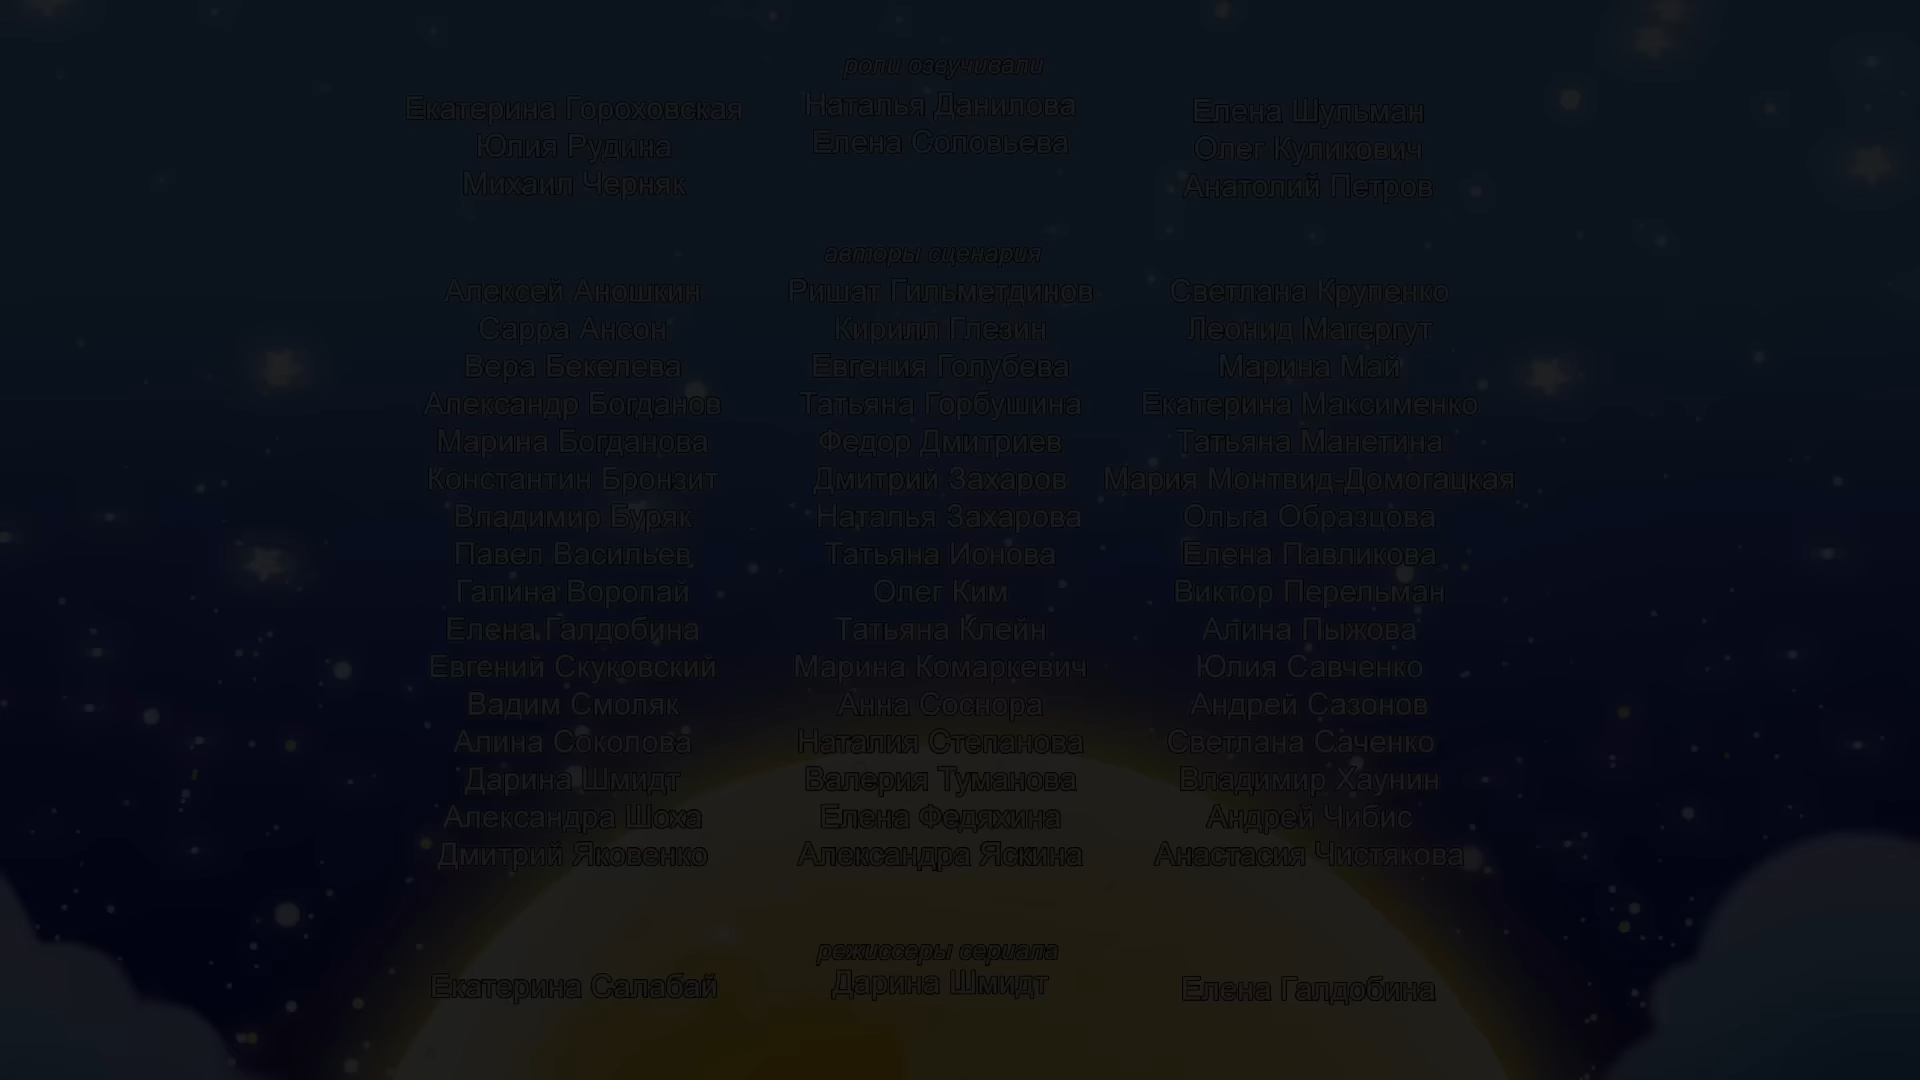 роли озвучивали
Екатерина Гороховская Наталья Данилова Елена Шульман
Юлия Рудина Елена Соловьева Олег Куликович
Михаил Черняк Анатолий Петров
авторы сценария
Алексей Аношкин Ришат Гильметдинов Светлана Крупенко
Сарра Ансон Кирилл Глезин Леонид Магергут
Вера Бекелева Евгения Голубева Марина Май
Александр Богданов Татьяна Горбушина Екатерина Максименко
Марина Богданова Федор Дмитриев Татьяна Манетина
Константин Бронзит Дмитрий Захаров Мария Монтвид-Домогацкая
Владимир Буряк Наталья Захарова Ольга Образцова
Павел Васильев Татьяна Ионова Елена Павликова
Галина Воропай Олег Ким Виктор Перельман
Елена Галдобина Татьяна Клейн Алина Пыжова
Евгений Скуковский Марина Комаркевич Юлия Савченко
Вадим Смоляк Анна Соснора Андрей Сазонов
Алина Соколова Наталия Степанова Светлана Саченко
Дарина Шмидт Валерия Туманова Владимир Хаунин
Александра Шоха Елена Федяхина Андрей Чибис
Дмитрий Яковенко Александра Яскина Анастасия Чистякова
режиссеры сериала
Екатерина Салабай Дарина Шмидт Елена Галдобина